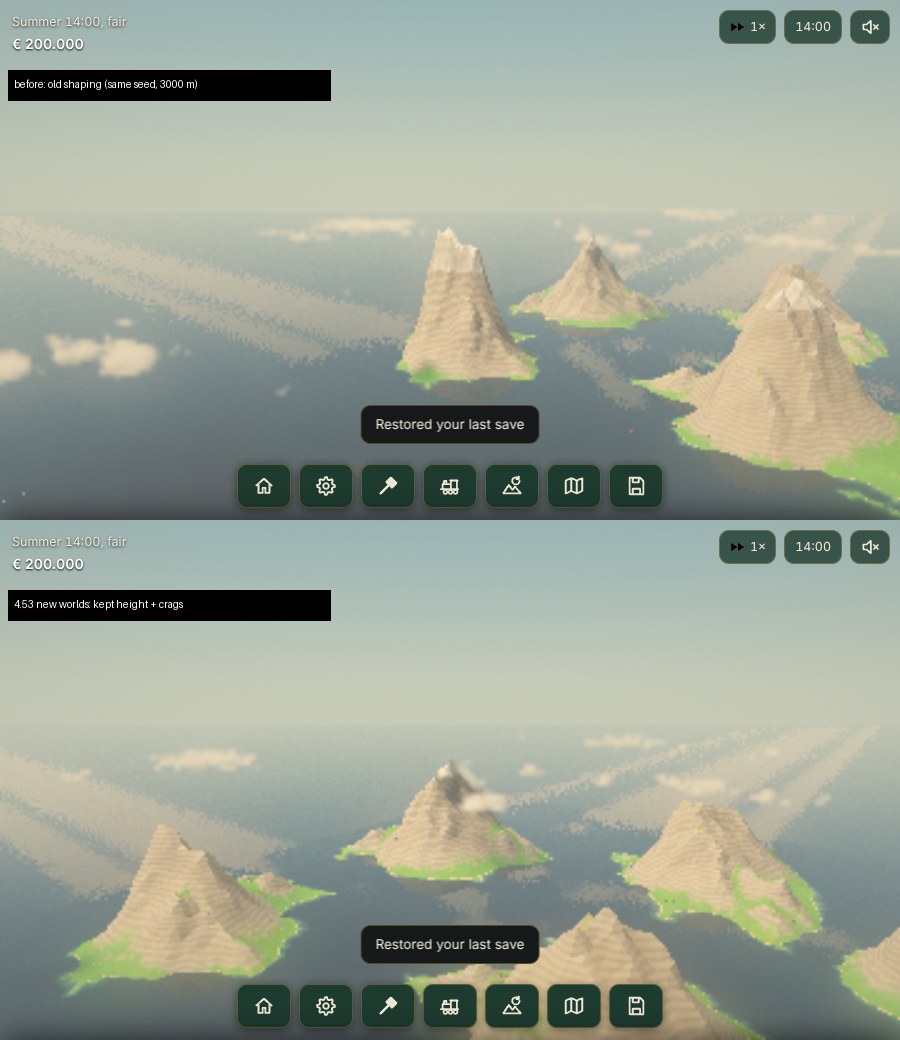 Summer 14:00, fair
€ 200.000
1×
14:00
before: old shaping (same seed, 3000 m)
Restored your last save
Summer 14:00, fair
€ 200.000
1×
14:00
4.53 new worlds: kept height + crags
Restored your last save